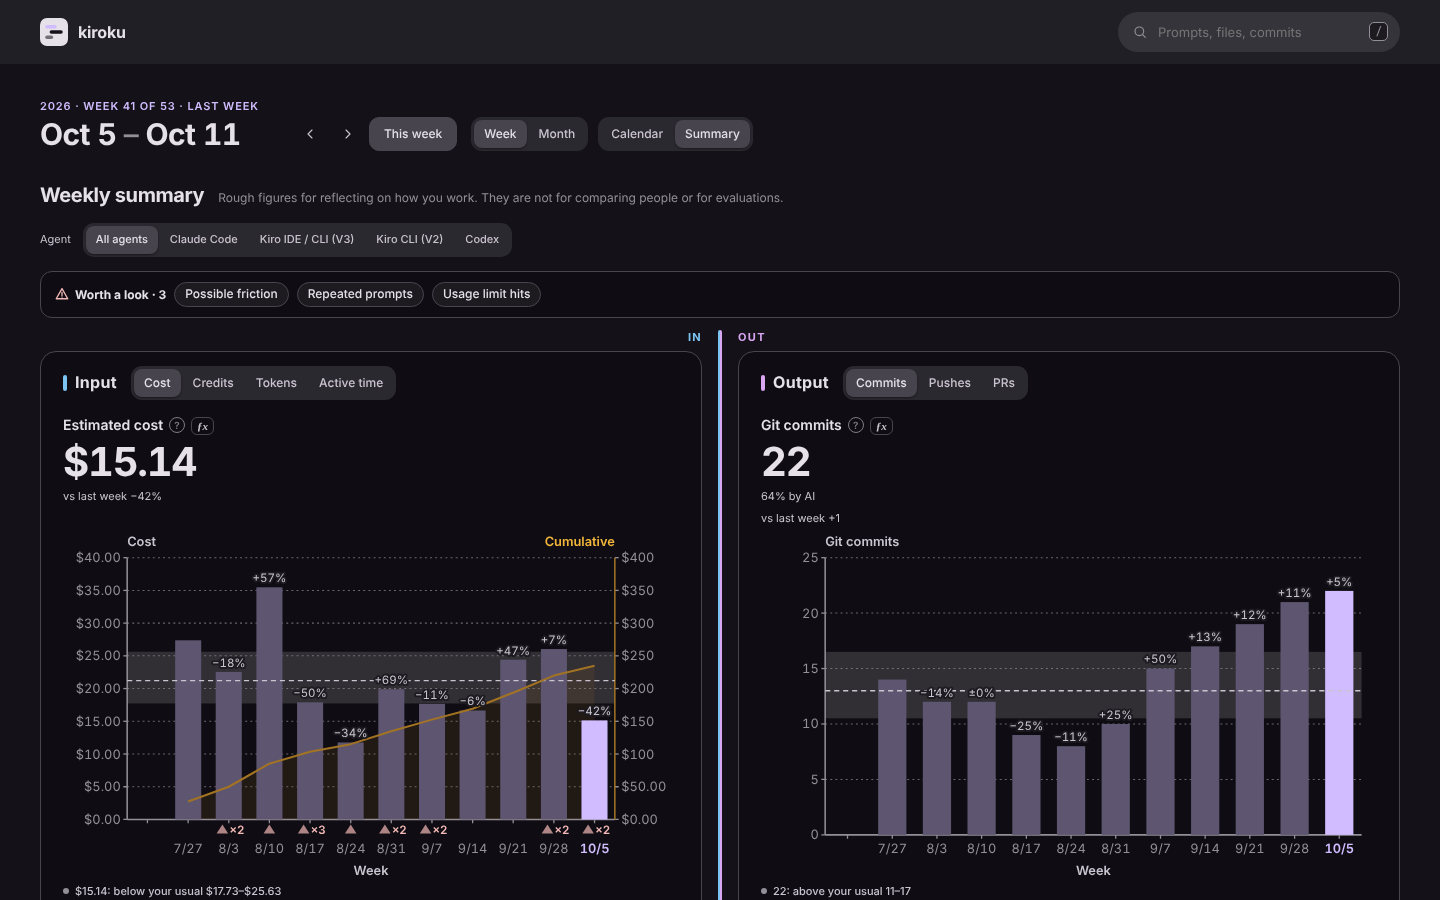 kiroku
Prompts, files, commits
/
2026 · WEEK 41 OF 53 · LAST WEEK
Oct 5 – Oct 11
This week
Week Month
Calendar Summary
Weekly summary
Rough figures for reflecting on how you work. They are not for comparing people or for evaluations.
Agent
All agents Claude Code Kiro IDE / CLI (V3) Kiro CLI (V2) Codex
Worth a look · 3
Possible friction
Repeated prompts
Usage limit hits
IN
OUT
Input
Cost Credits Tokens Active time
Estimated cost ? ƒx
$15.14
vs last week −42%
Cost
Cumulative
$40.00
$35.00
$30.00
$25.00
$20.00
$15.00
$10.00
$5.00
$0.00
−18%
+57%
−50%
−34%
+69%
−11%
−6%
+47%
+7%
−42%
$400
$350
$300
$250
$200
$150
$100
$50.00
$0.00
×2 ×3 ×2 ×2 ×2 ×2
7/27 8/3 8/10 8/17 8/24 8/31 9/7 9/14 9/21 9/28 10/5
Week
$15.14: below your usual $17.73–$25.63
Output
Commits Pushes PRs
Git commits ? ƒx
22
64% by AI
vs last week +1
Git commits
25
20
15
10
5
0
−14%
±0%
−25%
−11%
+25%
+50%
+13%
+12%
+11%
+5%
7/27 8/3 8/10 8/17 8/24 8/31 9/7 9/14 9/21 9/28 10/5
Week
22: above your usual 11–17